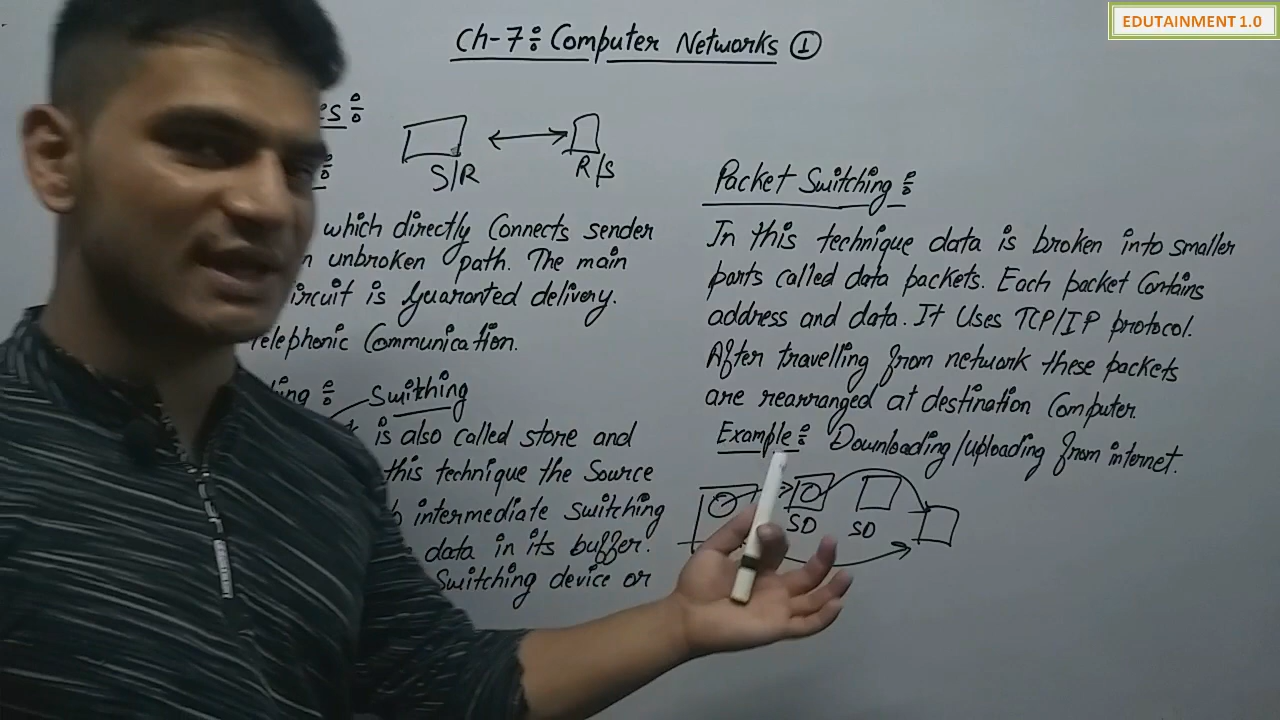 EDUTAINMENT 1.0
Ch-7: Computer Networks ①
es:
S/R
R/S
which directly Connects sender
n unbroken path. The main
ircuit is Guaranted delivery.
elephonic Communication.
ing : Swithing
is also called store and
this technique the Source
intermediate switching
data in its buffer.
Switching device or
Packet Switching :
In this technique data is broken into smaller
parts called data packets. Each packet Contains
address and data. It Uses TCP/IP protocol.
After travelling from network these packets
are rearranged at destination Computer.
Example: Downloading/uploading from internet.
SD
SD